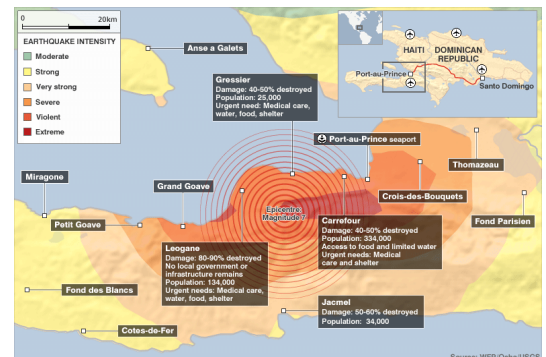 0 20km
EARTHQUAKE INTENSITY
Moderate
Strong
Very strong
Severe
Violent
Extreme
Anse a Galets
HAITI
DOMINICAN
REPUBLIC
Port-au-Prince
Santo Domingo
Gressier
Damage: 40-50% destroyed
Population: 25,000
Urgent need: Medical care,
water, food, shelter
Port-au-Prince seaport
Thomazeau
Miragone
Grand Goave
Crois-des-Bouquets
Epicentre:
Magnitude 7
Petit Goave
Fond Parisien
Carrefour
Damage: 40-50% destroyed
Population: 334,000
Access to food and limited water
Urgent needs: Medical
care and shelter
Leogane
Damage: 80-90% destroyed
No local government or
infrastructure remains
Population: 134,000
Urgent needs: Medical care,
water, food, shelter
Fond des Blancs
Jacmel
Damage: 50-60% destroyed
Population: 34,000
Cotes-de-Fer